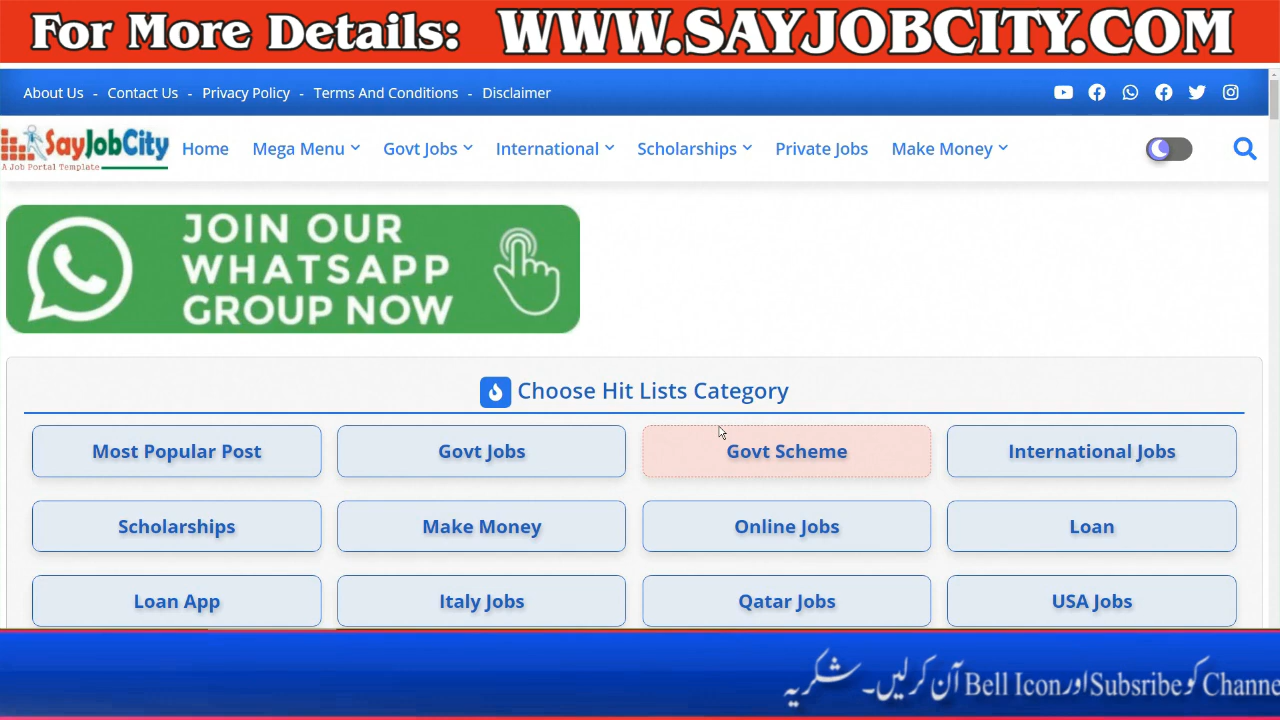 For More Details: WWW.SAYJOBCITY.COM
About Us - Contact Us - Privacy Policy - Terms And Conditions - Disclaimer
SayJobCity
A Job Portal Template
Home Mega Menu Govt Jobs International Scholarships Private Jobs Make Money
JOIN OUR
WHATSAPP
GROUP NOW
Choose Hit Lists Category
Most Popular Post Govt Jobs Govt Scheme International Jobs
Scholarships Make Money Online Jobs Loan
Loan App Italy Jobs Qatar Jobs USA Jobs
Channe کو Subsribe اور Bell Icon آن کرلیں۔ شکریہ